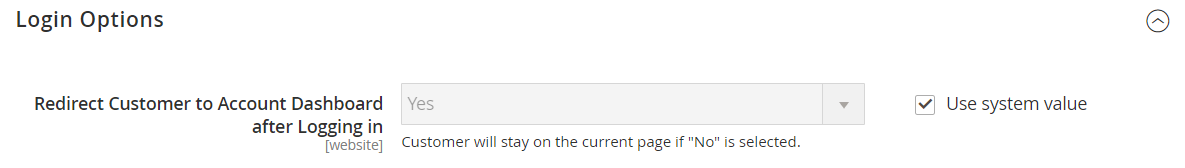 Login Options
Redirect Customer to Account Dashboard
after Logging in
[website]
Yes
Customer will stay on the current page if "No" is selected.
Use system value